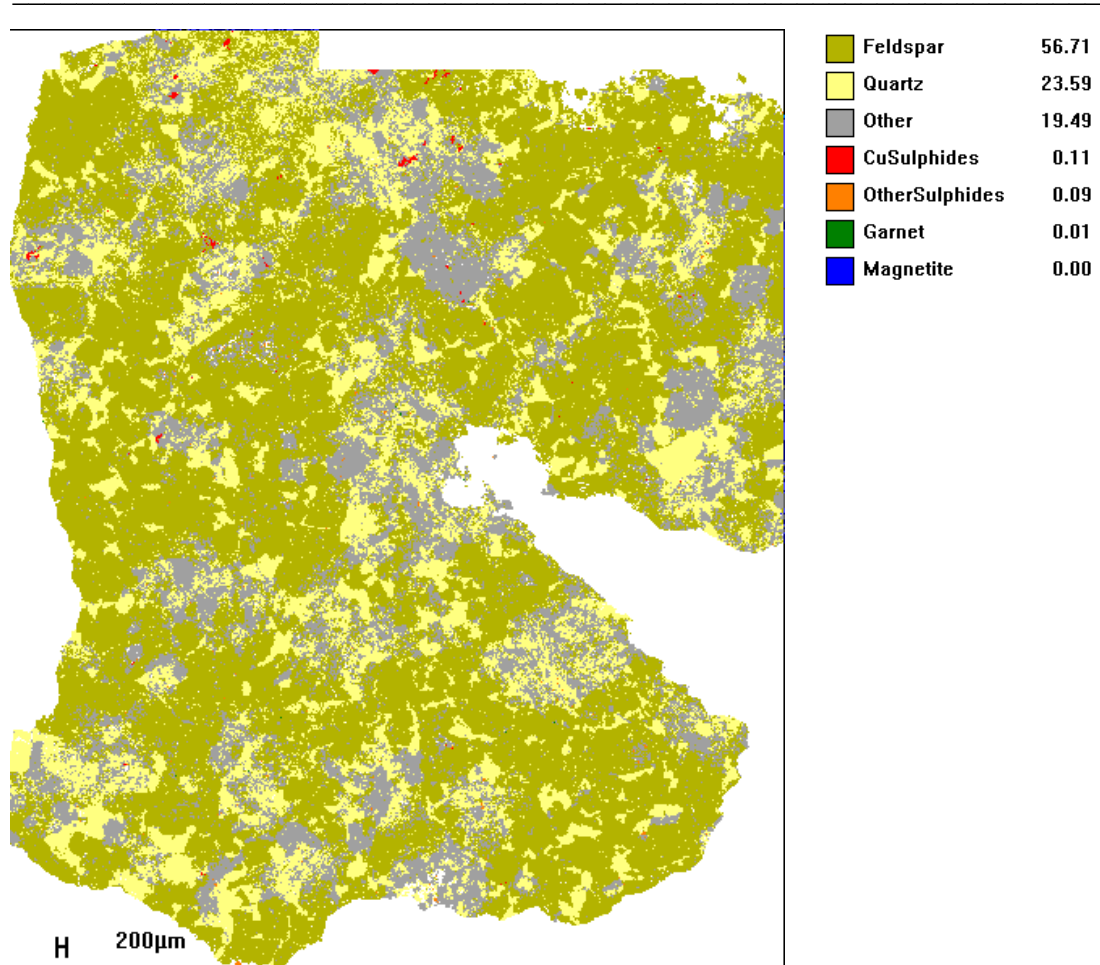 Feldspar 56.71
Quartz 23.59
Other 19.49
CuSulphides 0.11
OtherSulphides 0.09
Garnet 0.01
Magnetite 0.00
H 200µm